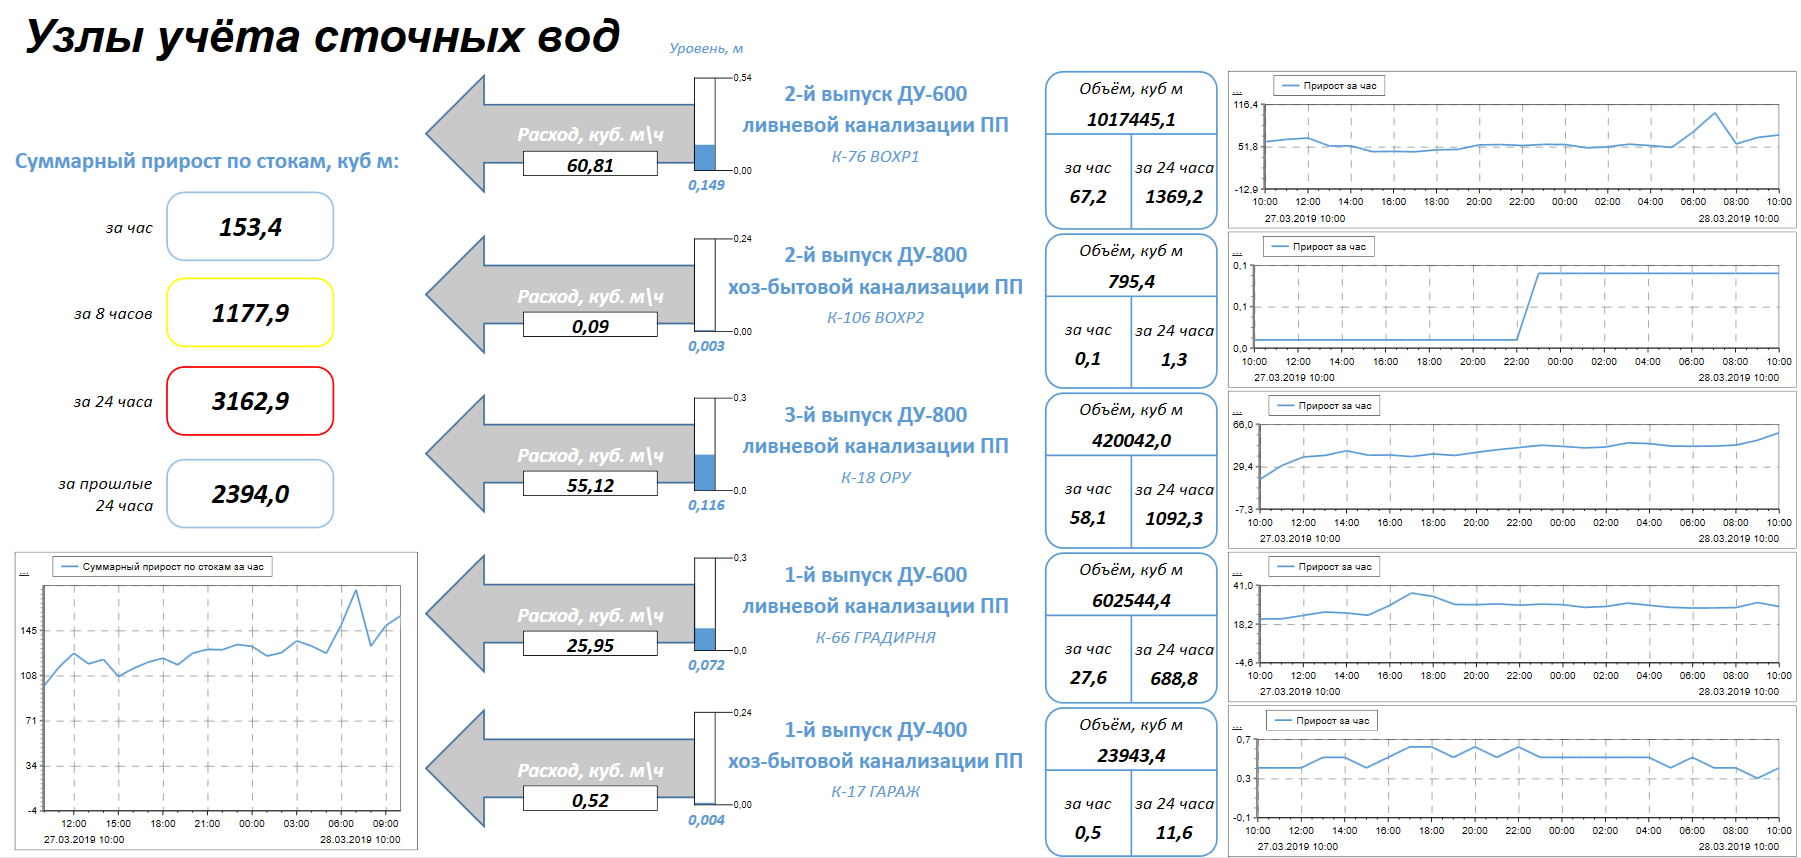 Узлы учёта сточных вод
Уровень, м
Суммарный прирост по стокам, куб м:
за час
153,4
за 8 часов
1177,9
за 24 часа
3162,9
за прошлые
24 часа
2394,0
...
Суммарный прирост по стокам за час
145
108
71
34
-4
12:00 15:00 18:00 21:00 00:00 03:00 06:00 09:00
27.03.2019 10:00 28.03.2019 10:00
Расход, куб. м\ч
60,81
0,54
0,00
0,149
2-й выпуск ДУ-600
ливневой канализации ПП
К-76 ВОХР1
Объём, куб м
1017445,1
за час за 24 часа
67,2 1369,2
...
Прирост за час
116,4
51,8
-12,9
10:00 12:00 14:00 16:00 18:00 20:00 22:00 00:00 02:00 04:00 06:00 08:00 10:00
27.03.2019 10:00 28.03.2019 10:00
Расход, куб. м\ч
0,09
0,24
0,00
0,003
2-й выпуск ДУ-800
хоз-бытовой канализации ПП
К-106 ВОХР2
Объём, куб м
795,4
за час за 24 часа
0,1 1,3
...
Прирост за час
0,1
0,1
0,0
10:00 12:00 14:00 16:00 18:00 20:00 22:00 00:00 02:00 04:00 06:00 08:00 10:00
27.03.2019 10:00 28.03.2019 10:00
Расход, куб. м\ч
55,12
0,3
0,0
0,116
3-й выпуск ДУ-800
ливневой канализации ПП
К-18 ОРУ
Объём, куб м
420042,0
за час за 24 часа
58,1 1092,3
...
Прирост за час
66,0
29,4
-7,3
10:00 12:00 14:00 16:00 18:00 20:00 22:00 00:00 02:00 04:00 06:00 08:00 10:00
27.03.2019 10:00 28.03.2019 10:00
Расход, куб. м\ч
25,95
0,3
0,0
0,072
1-й выпуск ДУ-600
ливневой канализации ПП
К-66 ГРАДИРНЯ
Объём, куб м
602544,4
за час за 24 часа
27,6 688,8
...
Прирост за час
41,0
18,2
-4,6
10:00 12:00 14:00 16:00 18:00 20:00 22:00 00:00 02:00 04:00 06:00 08:00 10:00
27.03.2019 10:00 28.03.2019 10:00
Расход, куб. м\ч
0,52
0,24
0,00
0,004
1-й выпуск ДУ-400
хоз-бытовой канализации ПП
К-17 ГАРАЖ
Объём, куб м
23943,4
за час за 24 часа
0,5 11,6
...
Прирост за час
0,7
0,3
-0,1
10:00 12:00 14:00 16:00 18:00 20:00 22:00 00:00 02:00 04:00 06:00 08:00 10:00
27.03.2019 10:00 28.03.2019 10:00